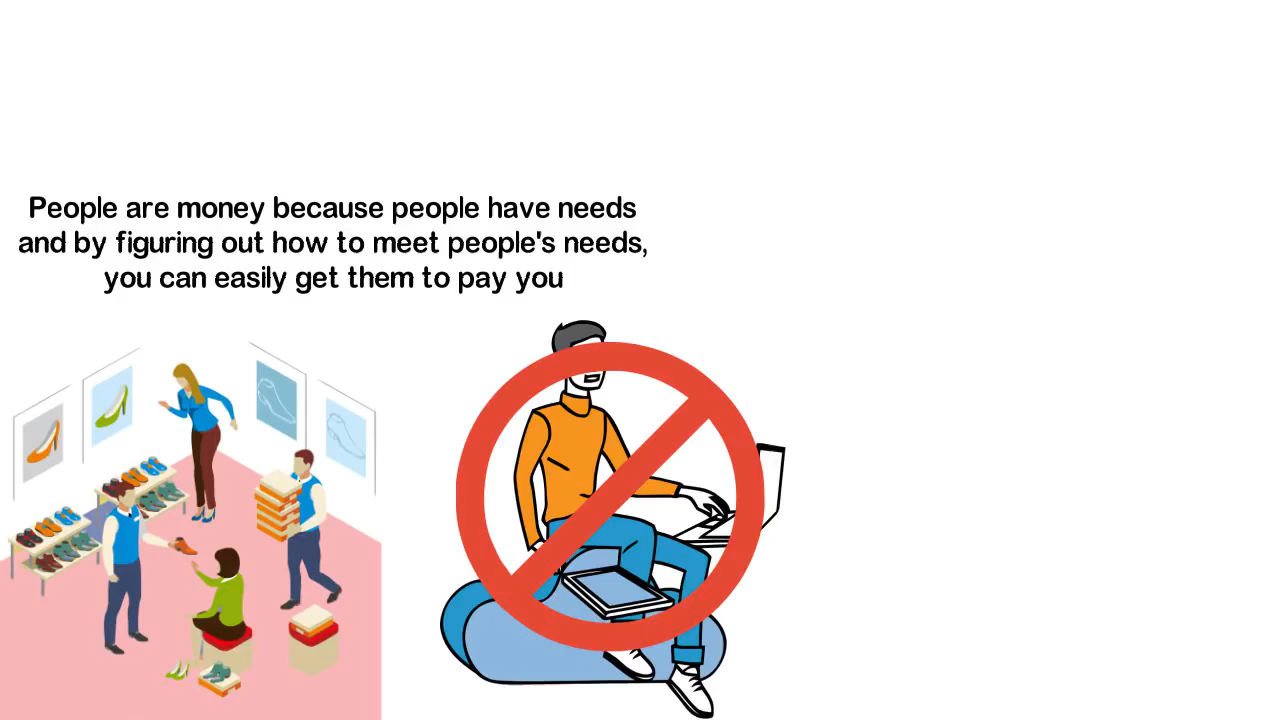 People are money because people have needs
and by figuring out how to meet people's needs,
you can easily get them to pay you